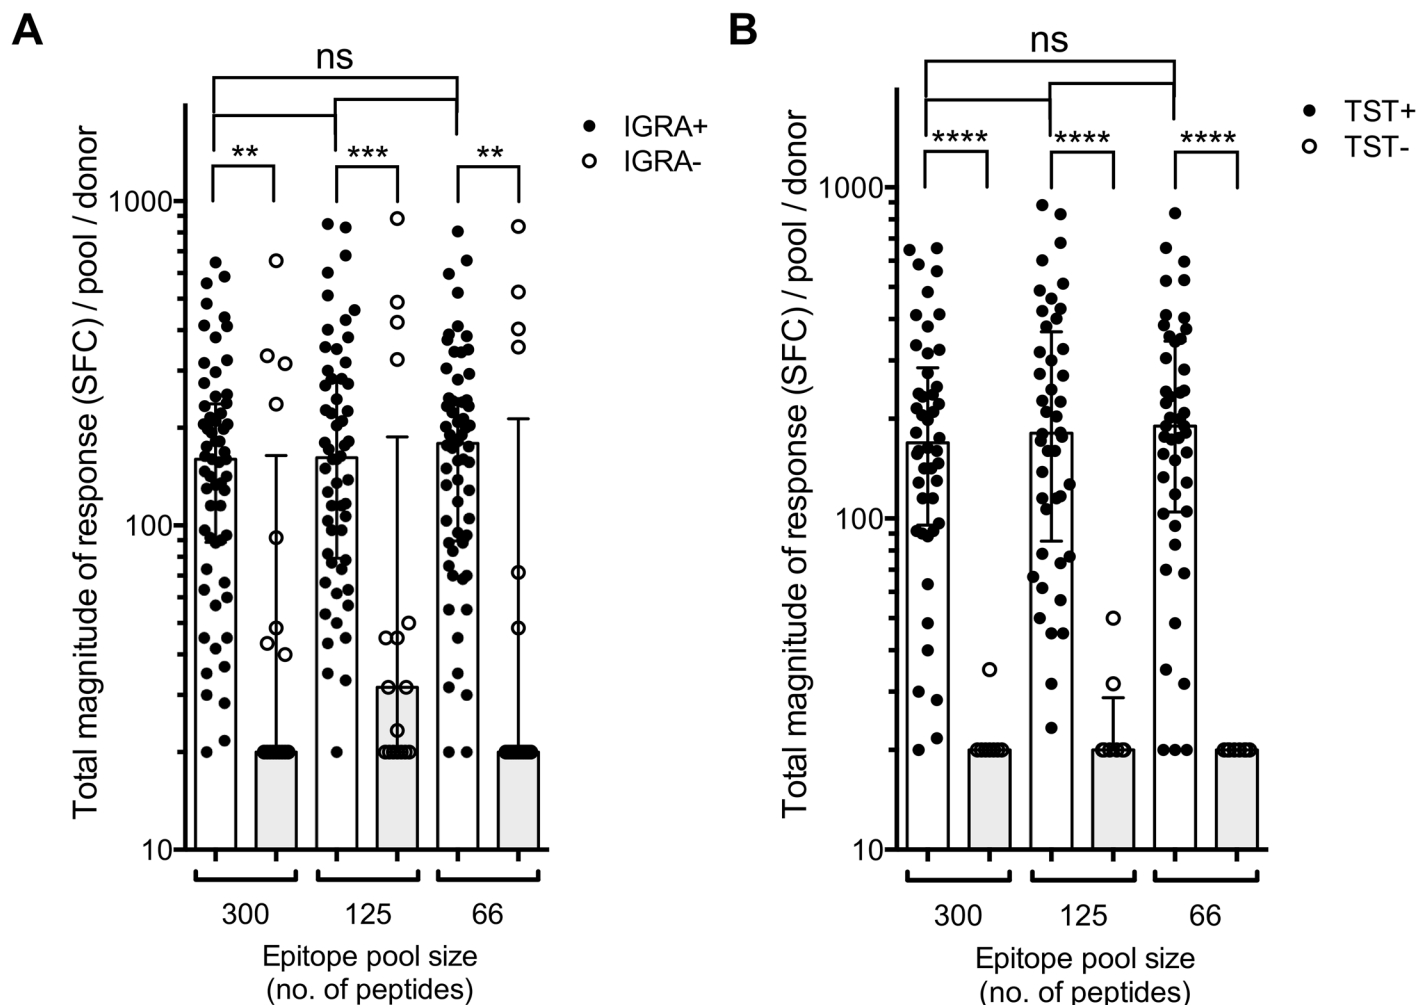 A
ns
** *** **
IGRA+
IGRA-
1000
100
10
Total magnitude of response (SFC) / pool / donor
300 125 66
Epitope pool size
(no. of peptides)
B
ns
**** **** ****
TST+
TST-
1000
100
10
Total magnitude of response (SFC) / pool / donor
300 125 66
Epitope pool size
(no. of peptides)